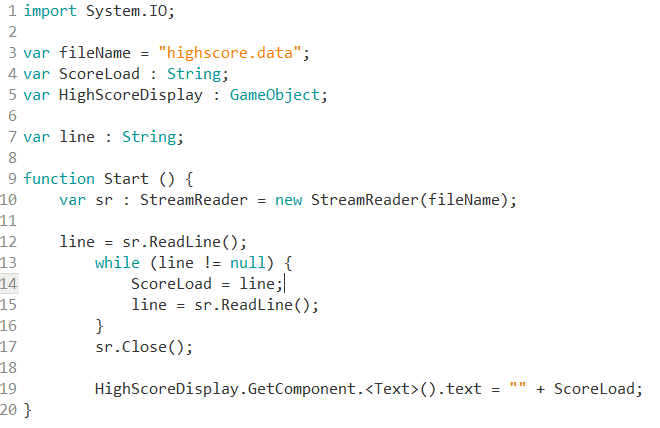 1 import System.IO;
2
3 var fileName = "highscore.data";
4 var ScoreLoad : String;
5 var HighScoreDisplay : GameObject;
6
7 var line : String;
8
9 function Start () {
10     var sr : StreamReader = new StreamReader(fileName);
11
12     line = sr.ReadLine();
13         while (line != null) {
14             ScoreLoad = line;
15             line = sr.ReadLine();
16         }
17         sr.Close();
18
19         HighScoreDisplay.GetComponent.<Text>().text = "" + ScoreLoad;
20 }